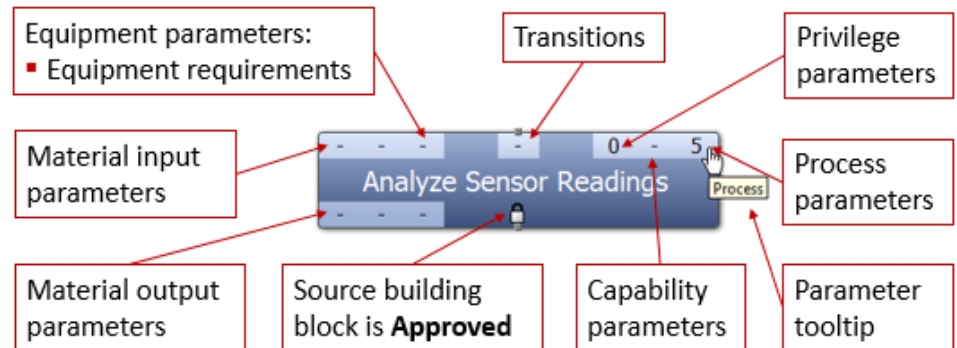 Equipment parameters:
▪ Equipment requirements
Transitions
Privilege
parameters
Material input
parameters
- - - - 0 - 5
Analyze Sensor Readings
Process
- - -
Process
parameters
Material output
parameters
Source building
block is Approved
Capability
parameters
Parameter
tooltip